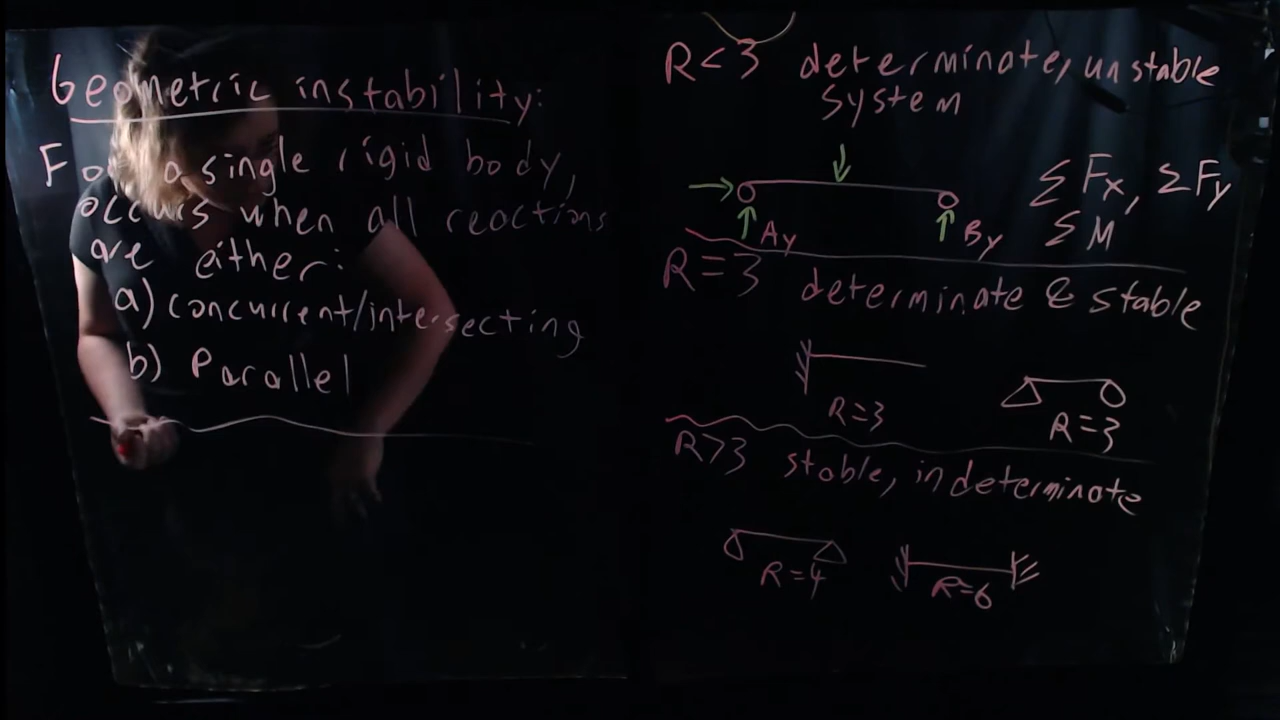 Geometric instability:
For a single rigid body,
occurs when all reactions
are either:
a) concurrent/intersecting
b) Parallel
R<3 determinate, unstable
system
ΣFx, ΣFy
ΣM
Ay
By
R=3 determinate & stable
R=3
R=3
R>3 stable, indeterminate
R=4
R=6